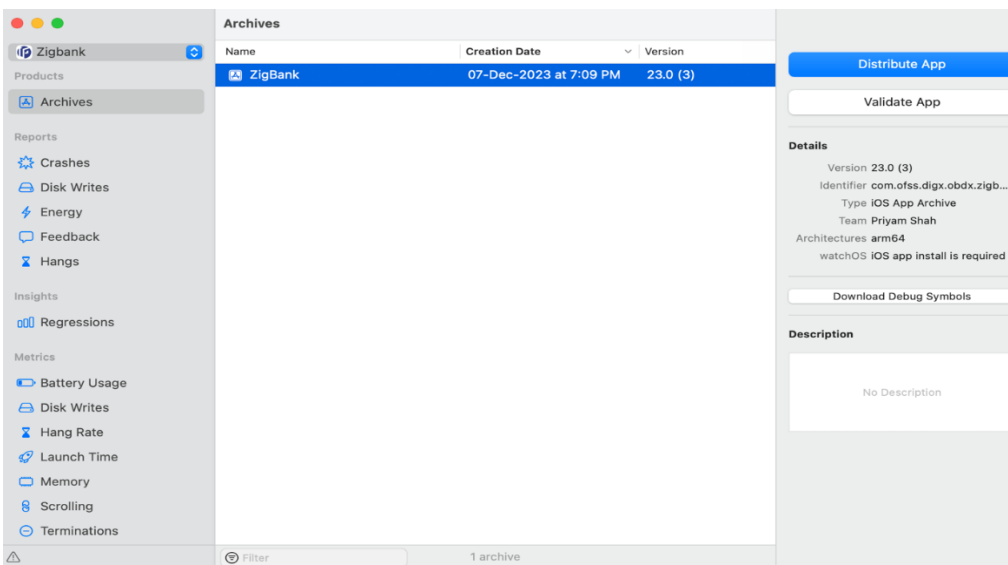 Zigbank
Products
Archives
Reports
Crashes
Disk Writes
Energy
Feedback
Hangs
Insights
Regressions
Metrics
Battery Usage
Disk Writes
Hang Rate
Launch Time
Memory
Scrolling
Terminations
Archives
Name Creation Date Version
ZigBank 07-Dec-2023 at 7:09 PM 23.0 (3)
Filter 1 archive
Distribute App
Validate App
Details
Version 23.0 (3)
Identifier com.ofss.digx.obdx.zigb...
Type iOS App Archive
Team Priyam Shah
Architectures arm64
watchOS iOS app install is required
Download Debug Symbols
Description
No Description